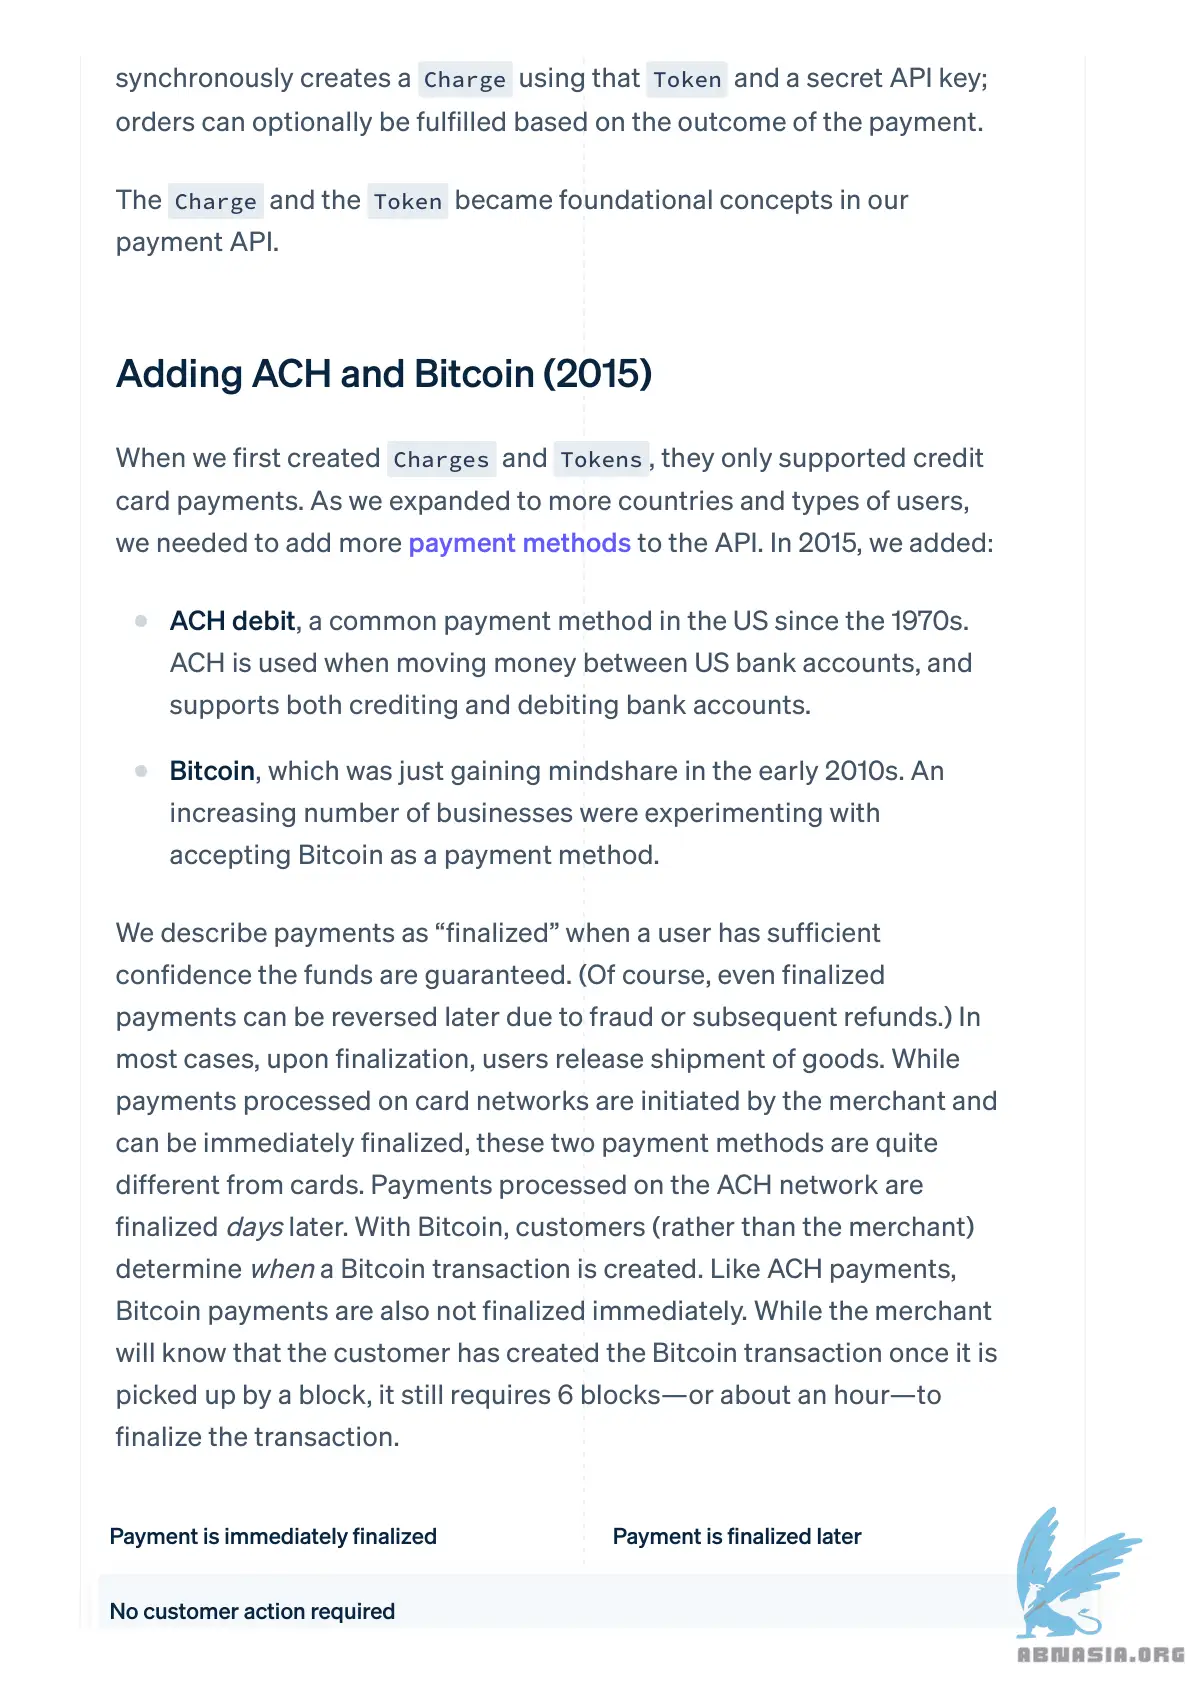 synchronously creates a Charge using that Token and a secret API key;
orders can optionally be fulfilled based on the outcome of the payment.
The Charge and the Token became foundational concepts in our
payment API.
Adding ACH and Bitcoin (2015)
When we first created Charges and Tokens, they only supported credit
card payments. As we expanded to more countries and types of users,
we needed to add more payment methods to the API. In 2015, we added:
ACH debit, a common payment method in the US since the 1970s.
ACH is used when moving money between US bank accounts, and
supports both crediting and debiting bank accounts.
Bitcoin, which was just gaining mindshare in the early 2010s. An
increasing number of businesses were experimenting with
accepting Bitcoin as a payment method.
We describe payments as “finalized” when a user has sufficient
confidence the funds are guaranteed. (Of course, even finalized
payments can be reversed later due to fraud or subsequent refunds.) In
most cases, upon finalization, users release shipment of goods. While
payments processed on card networks are initiated by the merchant and
can be immediately finalized, these two payment methods are quite
different from cards. Payments processed on the ACH network are
finalized days later. With Bitcoin, customers (rather than the merchant)
determine when a Bitcoin transaction is created. Like ACH payments,
Bitcoin payments are also not finalized immediately. While the merchant
will know that the customer has created the Bitcoin transaction once it is
picked up by a block, it still requires 6 blocks—or about an hour—to
finalize the transaction.
Payment is immediately finalized
Payment is finalized later
No customer action required
ABNASIA.ORG